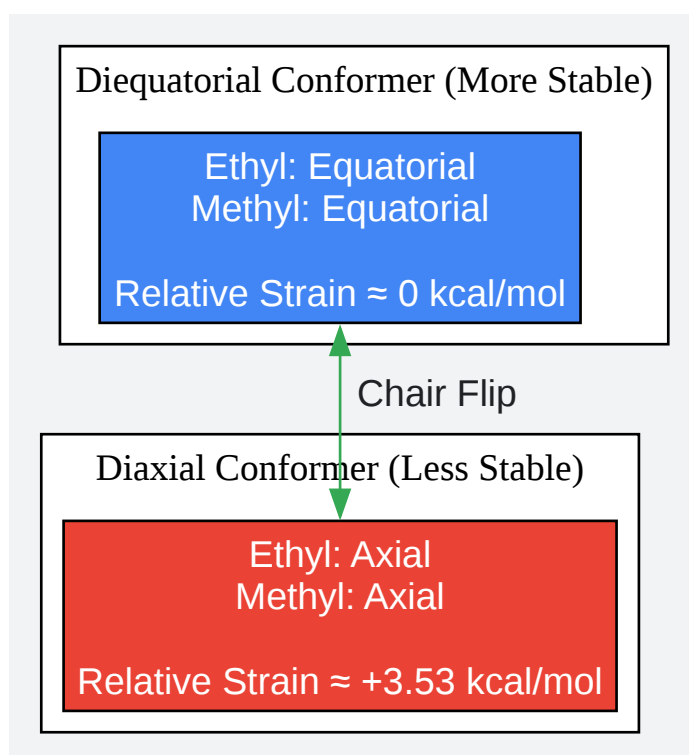 Diequatorial Conformer (More Stable)
Ethyl: Equatorial
Methyl: Equatorial
Relative Strain ≈ 0 kcal/mol
Chair Flip
Diaxial Conformer (Less Stable)
Ethyl: Axial
Methyl: Axial
Relative Strain ≈ +3.53 kcal/mol